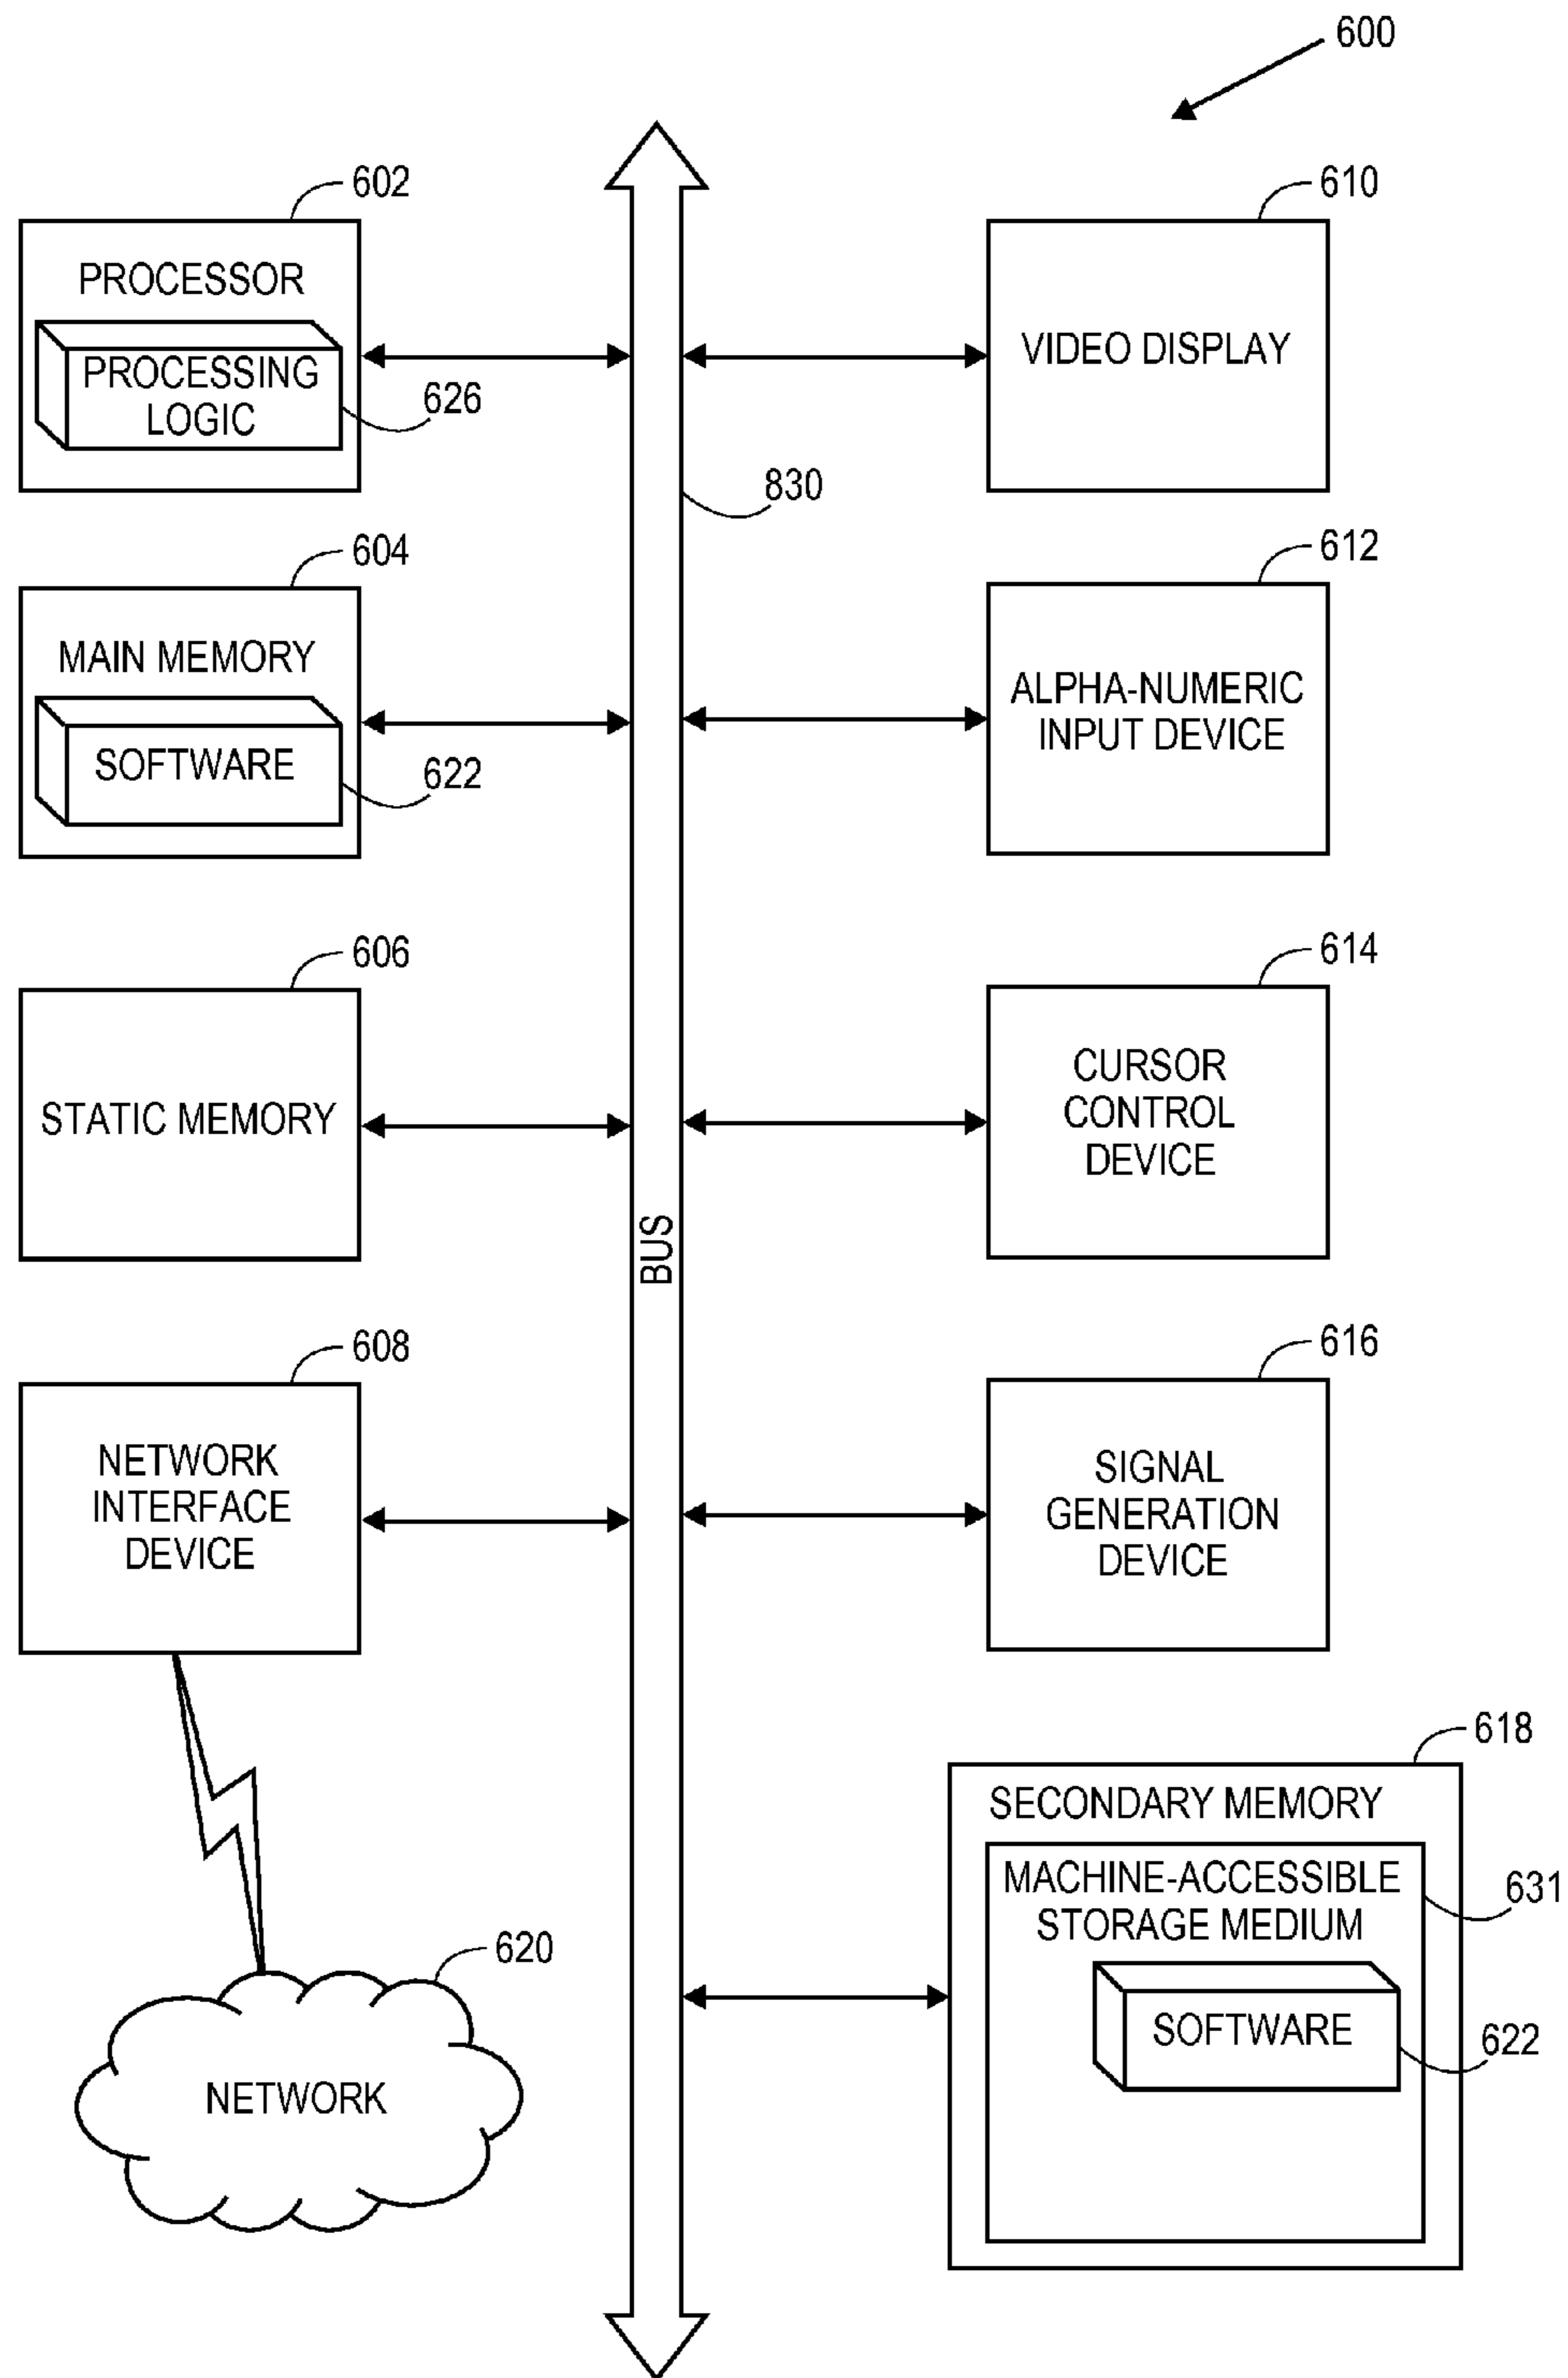 600
602
PROCESSOR
PROCESSING
LOGIC
626
610
VIDEO DISPLAY
830
604
MAIN MEMORY
SOFTWARE
622
612
ALPHA-NUMERIC
INPUT DEVICE
606
STATIC MEMORY
614
CURSOR
CONTROL
DEVICE
BUS
608
NETWORK
INTERFACE
DEVICE
616
SIGNAL
GENERATION
DEVICE
618
SECONDARY MEMORY
MACHINE-ACCESSIBLE
STORAGE MEDIUM
631
SOFTWARE
622
620
NETWORK